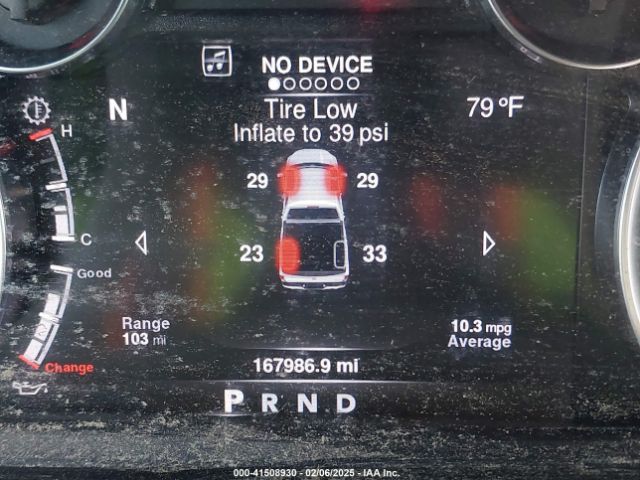 NO DEVICE
N
Tire Low
79 °F
Inflate to 39 psi
H
29
29
C
23
33
Good
Range
103 mi
10.3 mpg
Average
Change
167986.9 mi
P R N D
000-41508930 - 02/06/2025 - IAA Inc.